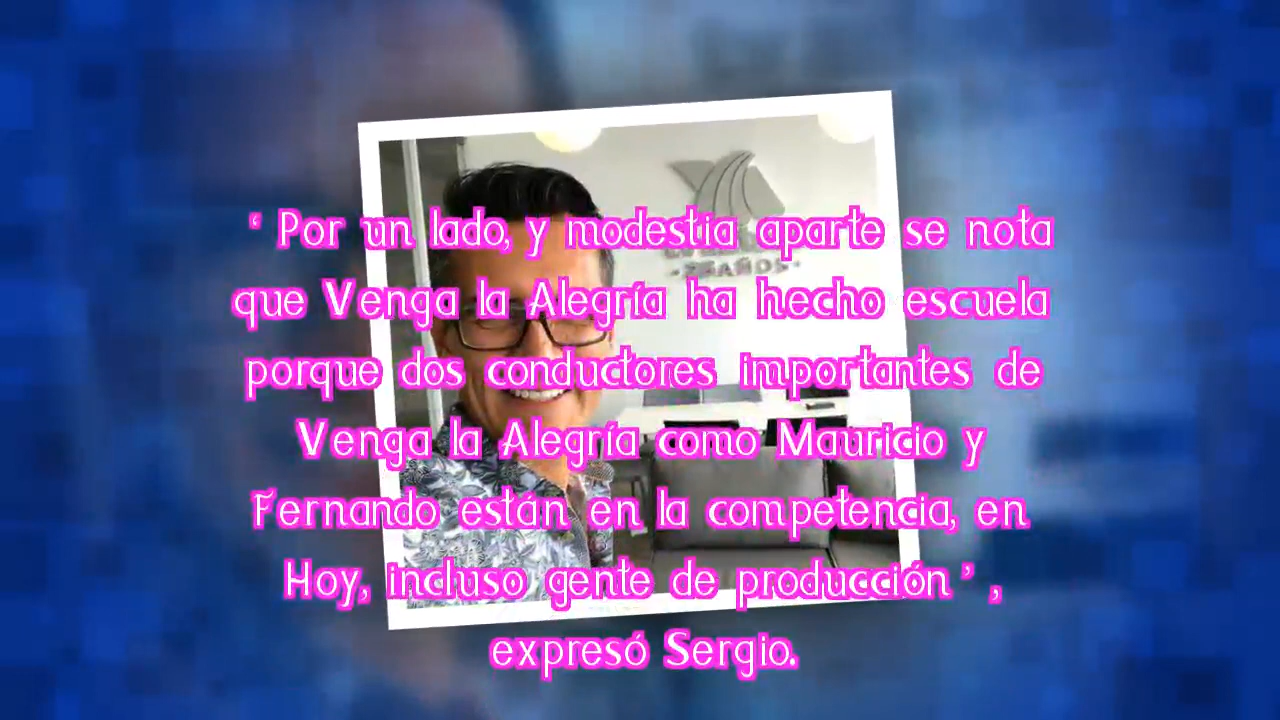 ‘ Por un lado, y modestia aparte se nota
que Venga la Alegría ha hecho escuela
porque dos conductores importantes de
Venga la Alegría como Mauricio y
Fernando están en la competencia, en
Hoy, incluso gente de producción ’ ,
expresó Sergio.